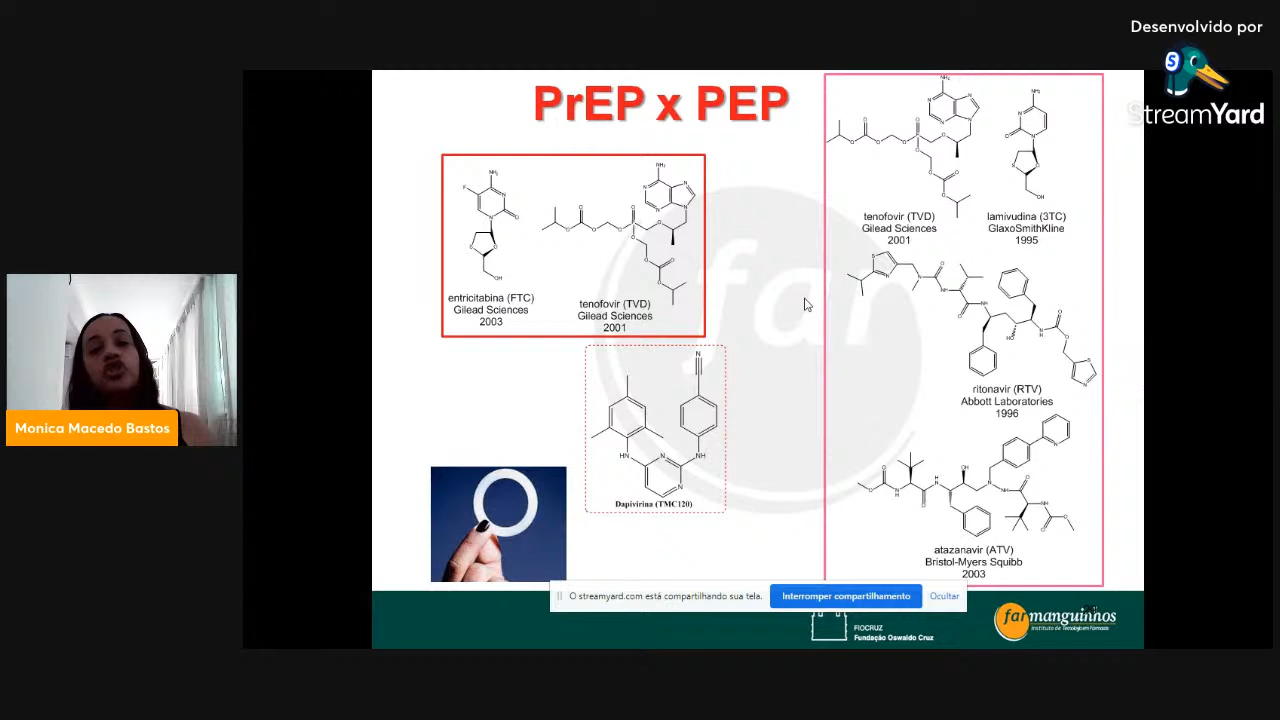 Desenvolvido por
StreamYard
PrEP x PEP
entricitabina (FTC)
Gilead Sciences
2003
tenofovir (TVD)
Gilead Sciences
2001
Dapivirina (TMC120)
tenofovir (TVD)
Gilead Sciences
2001
lamivudina (3TC)
GlaxoSmithKline
1995
ritonavir (RTV)
Abbott Laboratories
1996
atazanavir (ATV)
Bristol-Myers Squibb
2003
far
Monica Macedo Bastos
O streamyard.com está compartilhando sua tela.
Interromper compartilhamento
Ocultar
FIOCRUZ
Fundação Oswaldo Cruz
farmanguinhos
Instituto de Tecnologia em Fármacos